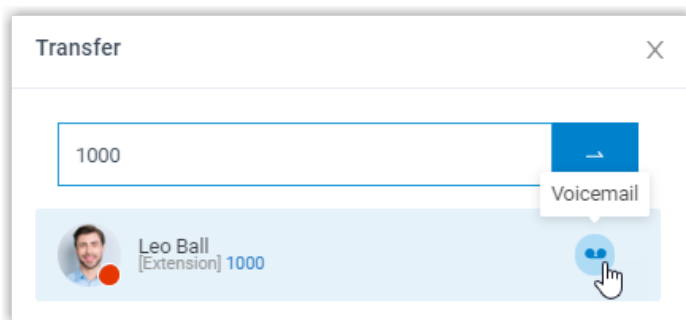 Transfer
1000
Voicemail
Leo Ball
[Extension] 1000